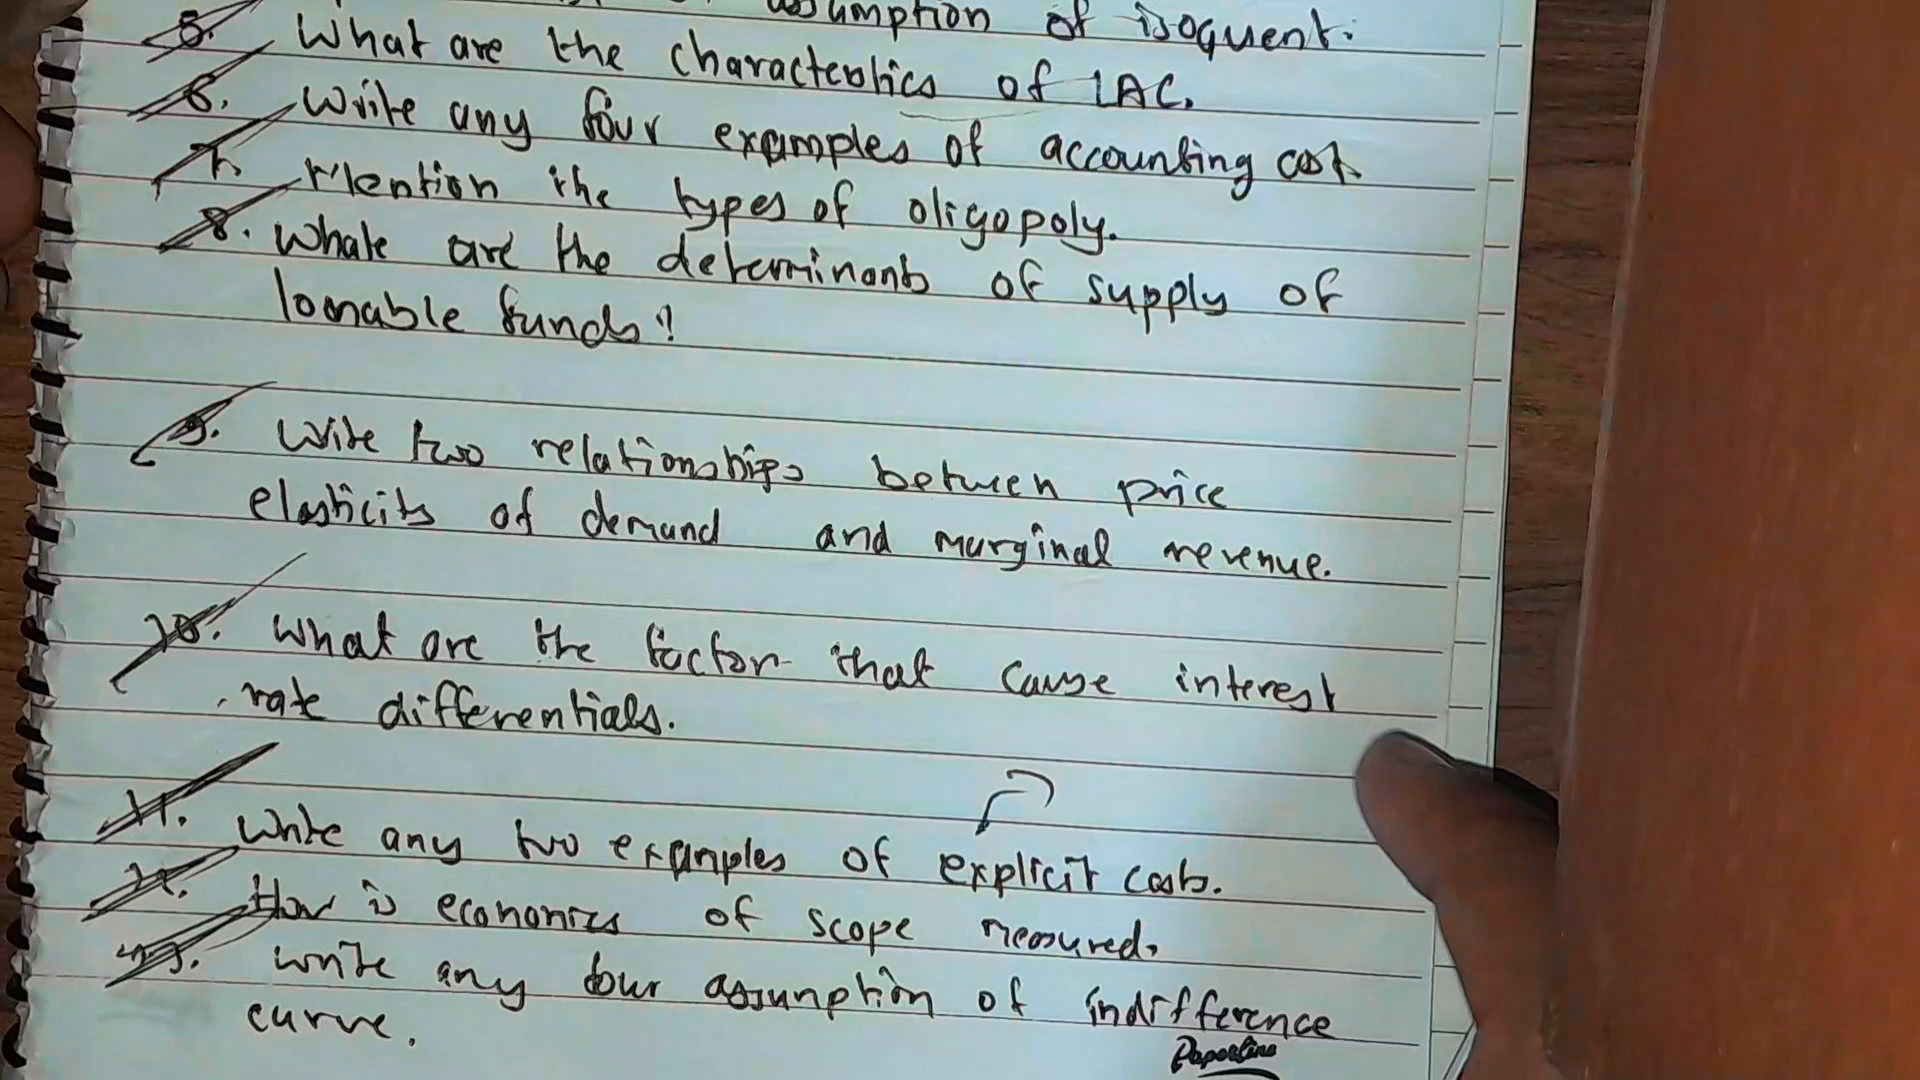 assumption of isoquent.
5. What are the characteristics of LAC.
6. Write any four examples of accounting cost.
7. Mention the types of oligopoly.
8. Whate are the determinants of supply of
loanable funds?
9. Write two relationships between price
elasticity of demand and marginal revenue.
10. What are the factor that cause interest
rate differentials.
11. Write any two examples of explicit costs.
12. How is economies of scope measured.
13. Write any four assumption of indifference
curve.
Paperline